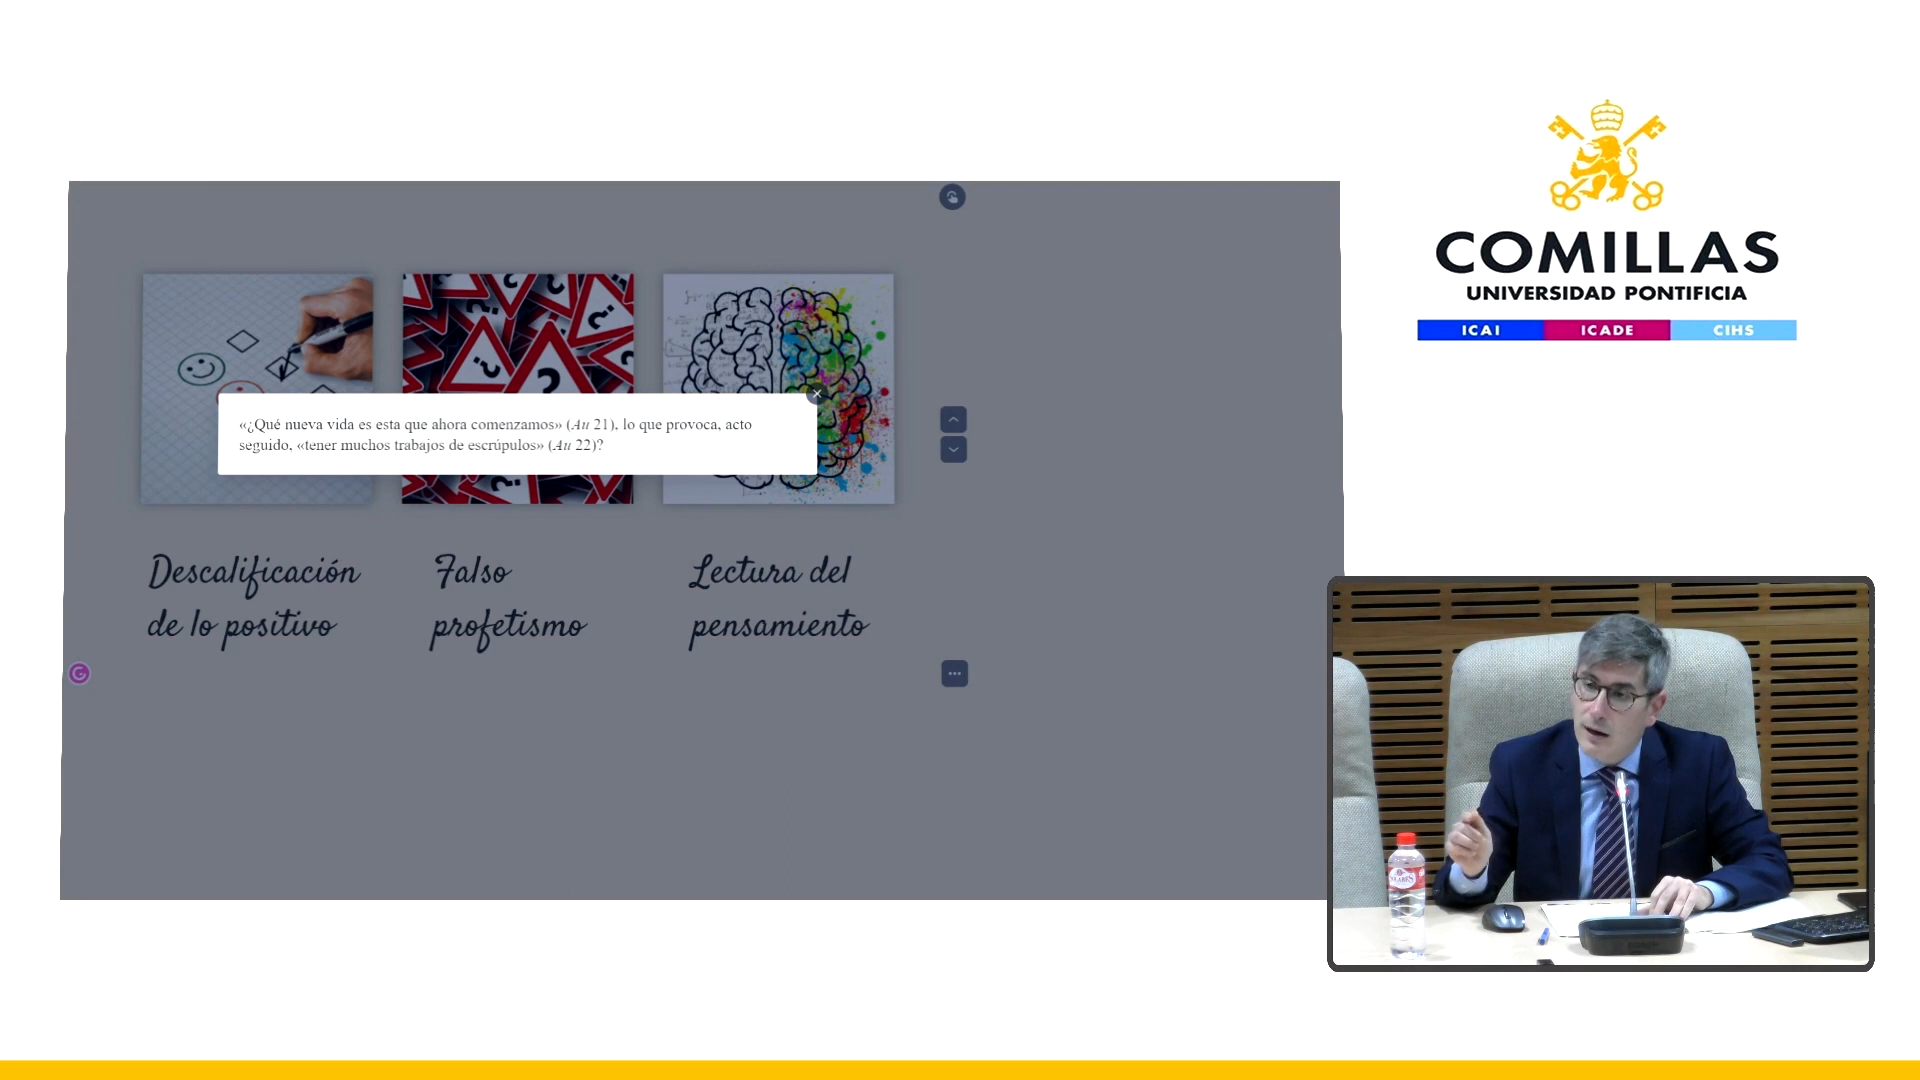 COMILLAS
UNIVERSIDAD PONTIFICIA
ICAI ICADE CIHS
«¿Qué nueva vida es esta que ahora comenzamos» (Au 21), lo que provoca, acto
seguido, «tener muchos trabajos de escrúpulos» (Au 22)?
Descalificación
de lo positivo
Falso
profetismo
Lectura del
pensamiento